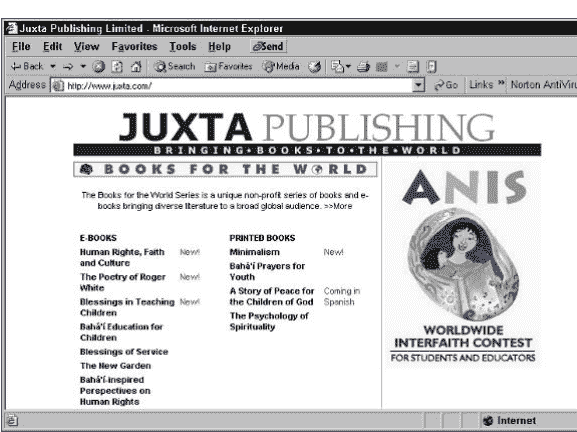 Juxta Publishing Limited - Microsoft Internet Explorer
File Edit View Favorites Tools Help Send
Back Search Favorites Media
Address http://www.juxta.com/ Go Links » Norton AntiViru
JUXTA PUBLISHING
BRINGING•BOOKS•TO•THE•WORLD
BOOKS FOR THE WORLD
The Books for the World Series is a unique non-profit series of books and e-
books bringing diverse literature to a broad global audience. >>More
E-BOOKS
Human Rights, Faith New!
and Culture
The Poetry of Roger New!
White
Blessings in Teaching New!
Children
Bahá'í Education for
Children
Blessings of Service
The New Garden
Bahá'í-inspired
Perspectives on
Human Rights
PRINTED BOOKS
Minimalism New!
Bahá'í Prayers for
Youth
A Story of Peace for Coming in
the Children of God Spanish
The Psychology of
Spirituality
ANIS
WORLDWIDE
INTERFAITH CONTEST
FOR STUDENTS AND EDUCATORS
Internet